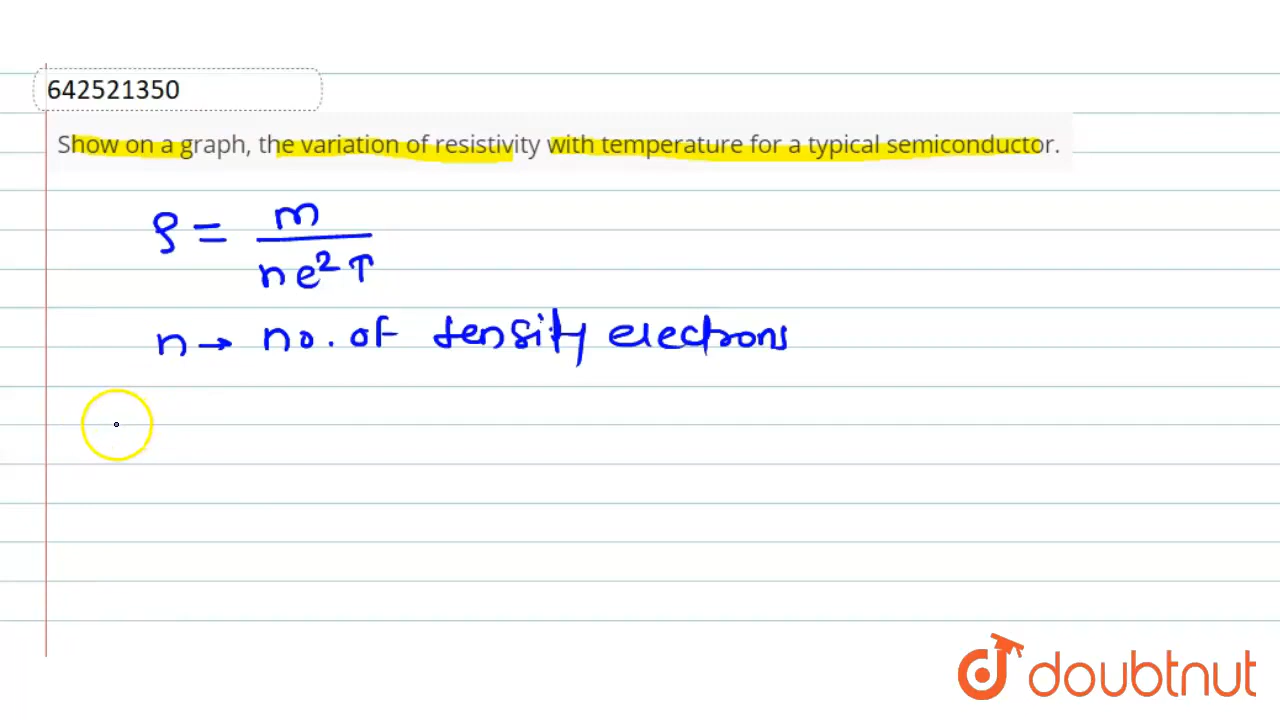 642521350
Show on a graph, the variation of resistivity with temperature for a typical semiconductor.
ρ = m / ne²τ
n → no. of density electrons
doubtnut